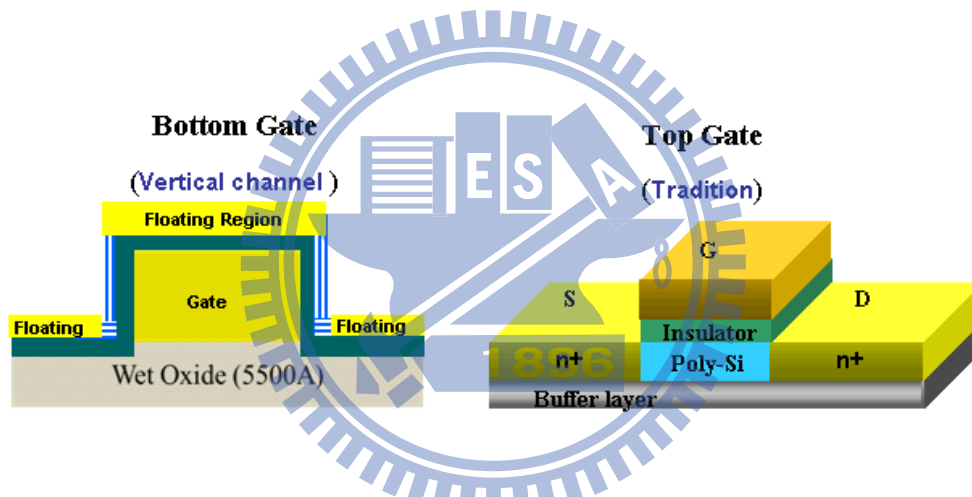 Bottom Gate
(Vertical channel )
Floating Region
Gate
Floating
Floating
Wet Oxide (5500A)
Top Gate
(Tradition)
G
S
D
Insulator
n+
Poly-Si
n+
Buffer layer
E S A
8
1896